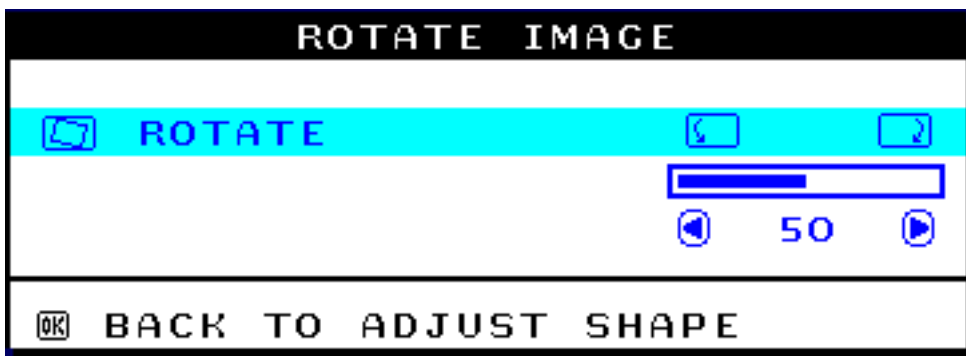 ROTATE IMAGE
ROTATE
50
OK BACK TO ADJUST SHAPE